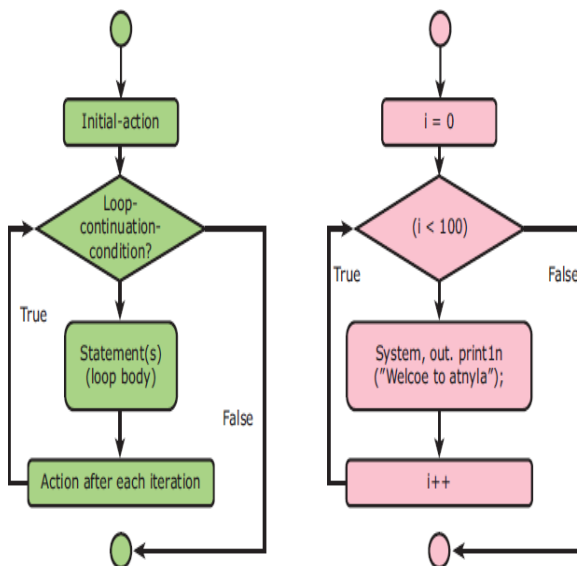 Initial-action
Loop-
continuation-
condition?
True
Statement(s)
(loop body)
False
Action after each iteration
i = 0
(i < 100)
True
False
System, out. print1n
("Welcoe to atnyla");
i++